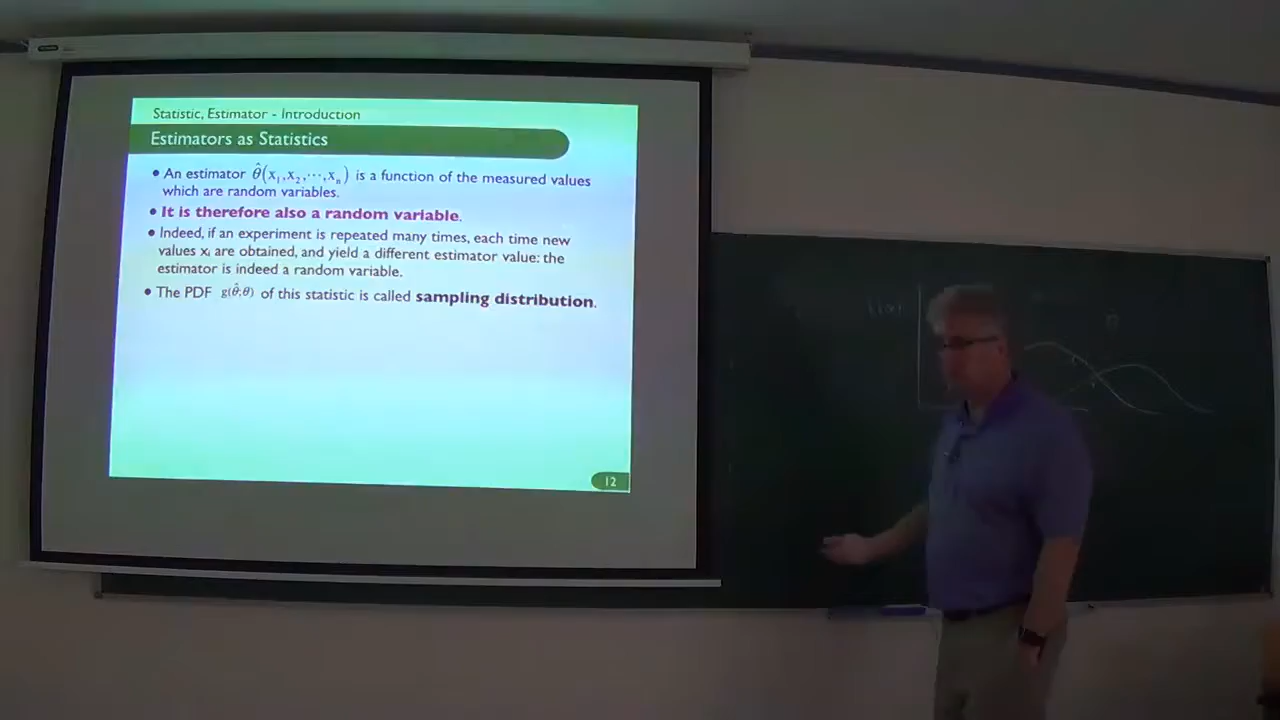 Statistic, Estimator - Introduction
Estimators as Statistics
• An estimator θ̂(x₁,x₂,⋯,xₙ) is a function of the measured values
which are random variables.
• It is therefore also a random variable.
• Indeed, if an experiment is repeated many times, each time new
values xᵢ are obtained, and yield a different estimator value: the
estimator is indeed a random variable.
• The PDF g(θ̂;θ) of this statistic is called sampling distribution.
12